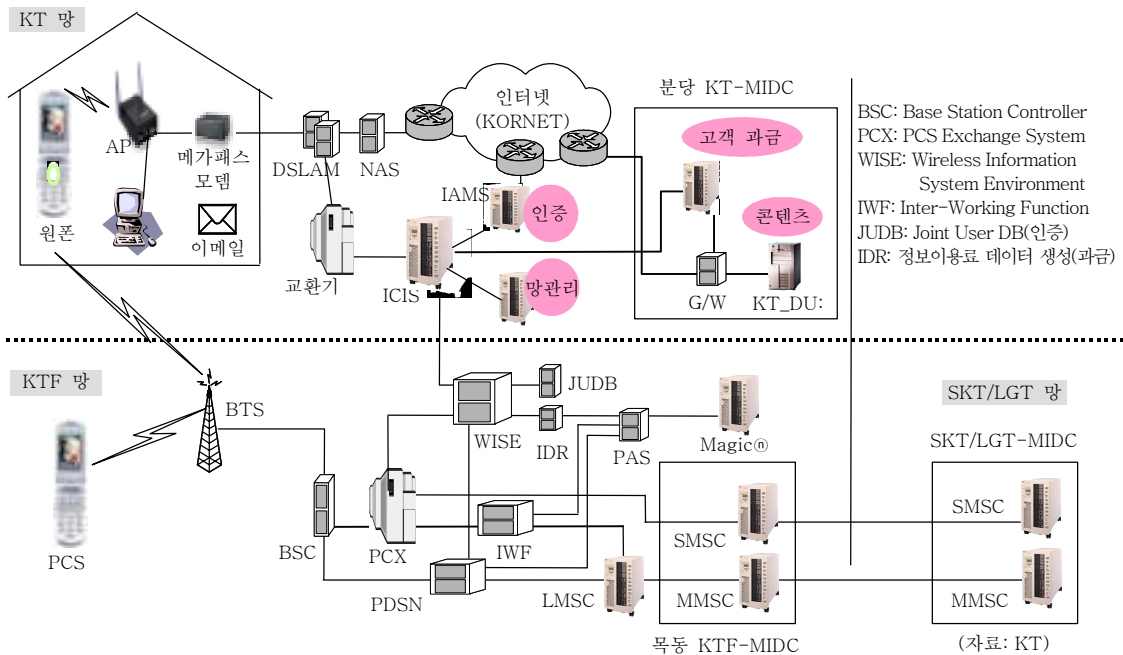 KT 망
AP
메가패스
모뎀
원폰
이메일
DSLAM
NAS
인터넷
(KORNET)
교환기
IAMS
인증
ICIS
망관리
분당 KT-MIDC
고객 과금
콘텐츠
G/W
KT_DU:
BSC: Base Station Controller
PCX: PCS Exchange System
WISE: Wireless Information
System Environment
IWF: Inter-Working Function
JUDB: Joint User DB(인증)
IDR: 정보이용료 데이터 생성(과금)
KTF 망
PCS
BTS
BSC
PCX
WISE
JUDB
IDR
PAS
Magicⓝ
IWF
PDSN
LMSC
SMSC
MMSC
목동 KTF-MIDC
SKT/LGT 망
SKT/LGT-MIDC
SMSC
MMSC
(자료: KT)